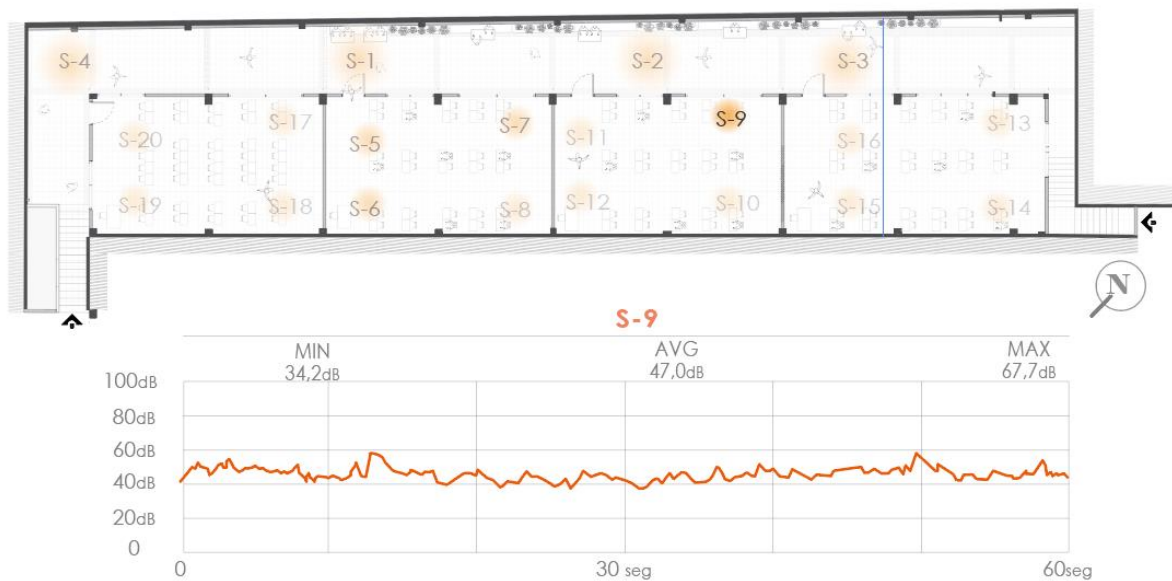 S-4
S-1
S-2
S-3
S-20
S-17
S-5
S-7
S-11
S-9
S-16
S-13
S-19
S-18
S-6
S-8
S-12
S-10
S-15
S-14
N
S-9
MIN
34,2dB
AVG
47,0dB
MAX
67,7dB
100dB
80dB
60dB
40dB
20dB
0
0
30 seg
60seg